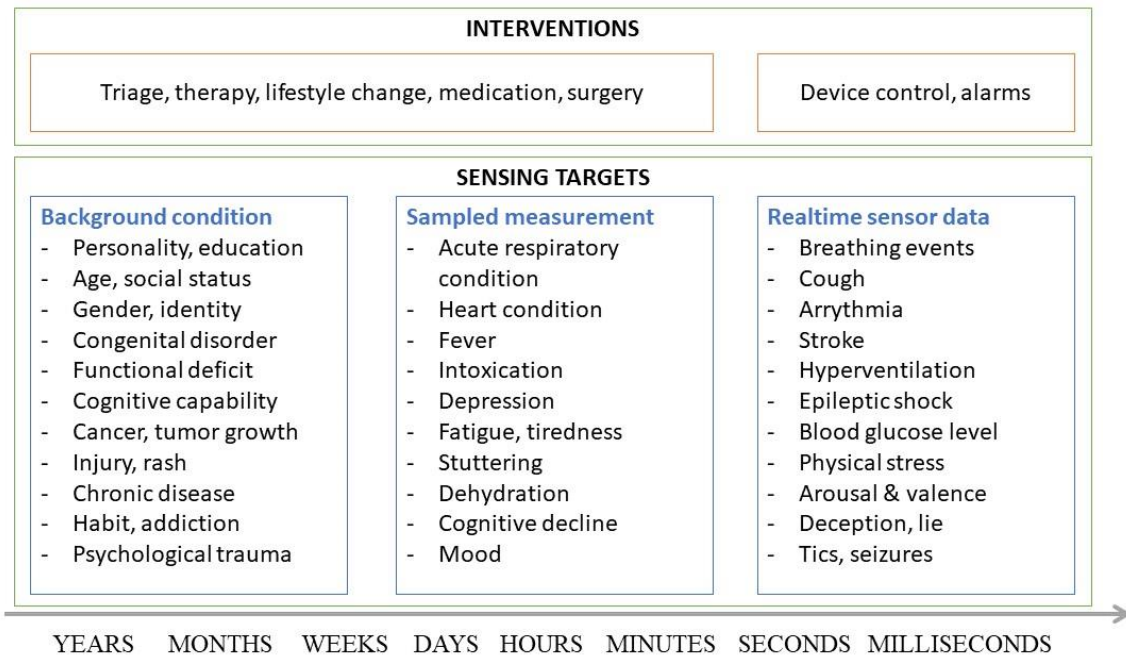 INTERVENTIONS
Triage, therapy, lifestyle change, medication, surgery
Device control, alarms
SENSING TARGETS
Background condition
- Personality, education
- Age, social status
- Gender, identity
- Congenital disorder
- Functional deficit
- Cognitive capability
- Cancer, tumor growth
- Injury, rash
- Chronic disease
- Habit, addiction
- Psychological trauma
Sampled measurement
- Acute respiratory
condition
- Heart condition
- Fever
- Intoxication
- Depression
- Fatigue, tiredness
- Stuttering
- Dehydration
- Cognitive decline
- Mood
Realtime sensor data
- Breathing events
- Cough
- Arrythmia
- Stroke
- Hyperventilation
- Epileptic shock
- Blood glucose level
- Physical stress
- Arousal & valence
- Deception, lie
- Tics, seizures
YEARS MONTHS WEEKS DAYS HOURS MINUTES SECONDS MILLISECONDS